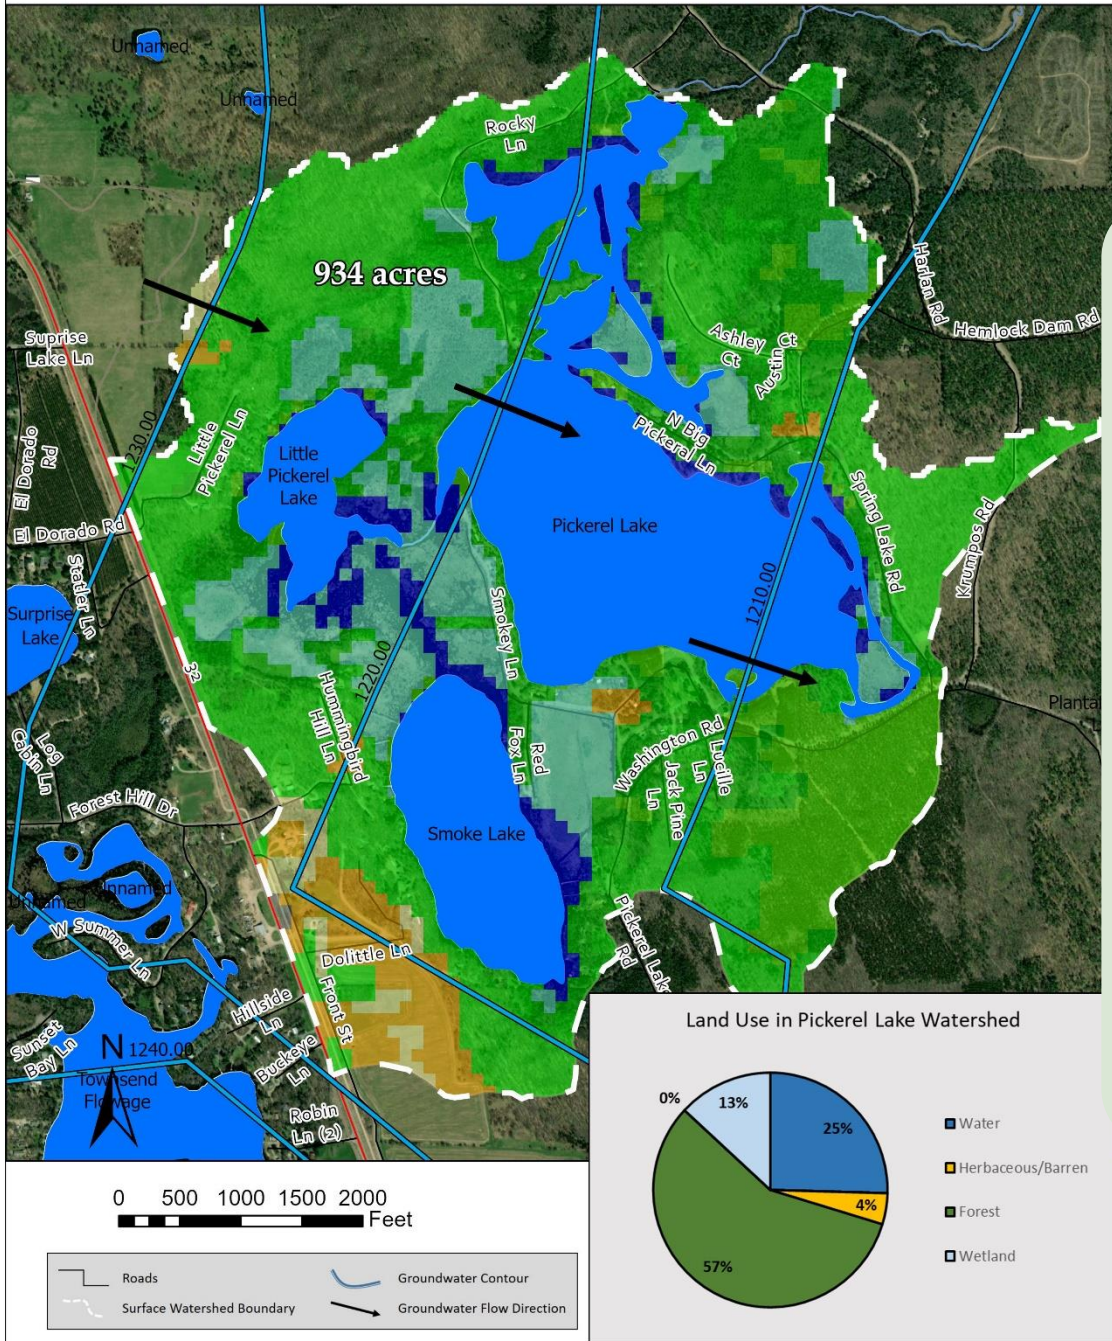 Unnamed
Unnamed
Rocky
Ln
934 acres
Harlan Rd
Hemlock Dam Rd
Suprise
Lake Ln
Ashley
Ct
Austin Ct
1230.00
El Dorado
Rd
Little
Pickerel Ln
Little
Pickerel
Lake
N Big
Pickeral Ln
Pickerel Lake
Spring Lake Rd
Krumpos Rd
El Dorado Rd
Statler Ln
Surprise
Lake
32
Smokey Ln
1210.00
1220.00
Hummingbird
Hill Ln
Log
Cabin Ln
Red
Fox Ln
Washington Rd
Lucille
Ln
Jack Pine
Ln
Forest Hill Dr
Smoke Lake
Unnamed
Unnamed
W Summer Ln
Pickerel Lake
Rd
Dolittle Ln
Front St
Hillside
Ln
Sunset
Bay Ln
N
1240.00
Buckeye
Ln
Townsend
Flowage
Robin
Ln (2)
Land Use in Pickerel Lake Watershed
0%
13%
25%
4%
57%
Water
Herbaceous/Barren
Forest
Wetland
0 500 1000 1500 2000
Feet
Roads
Groundwater Contour
Surface Watershed Boundary
Groundwater Flow Direction